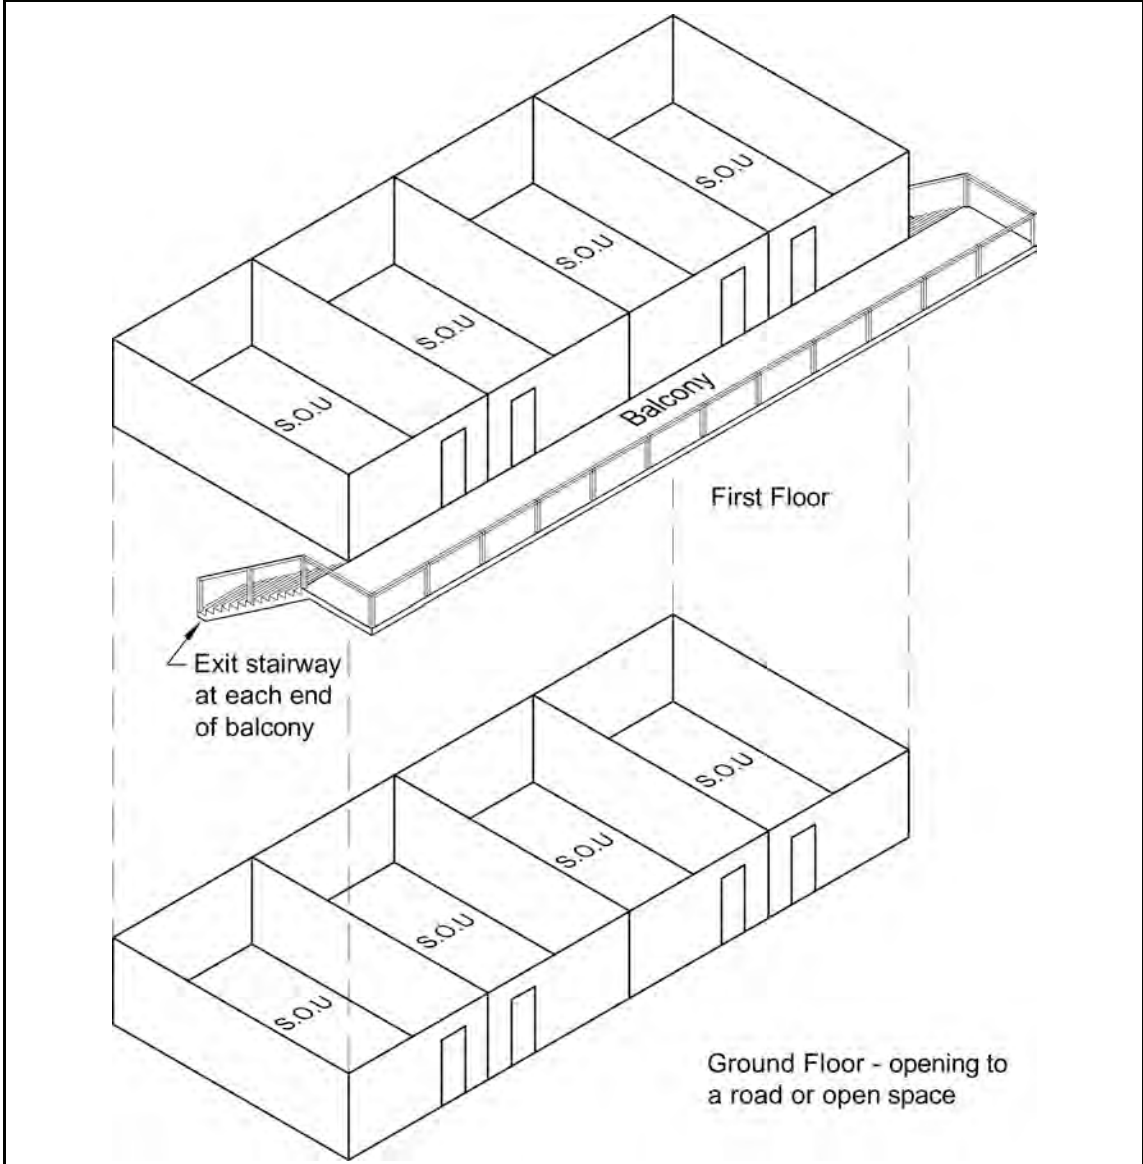 S.O.U
S.O.U
S.O.U
S.O.U
Balcony
First Floor
Exit stairway
at each end
of balcony
S.O.U
S.O.U
S.O.U
S.O.U
Ground Floor - opening to
a road or open space